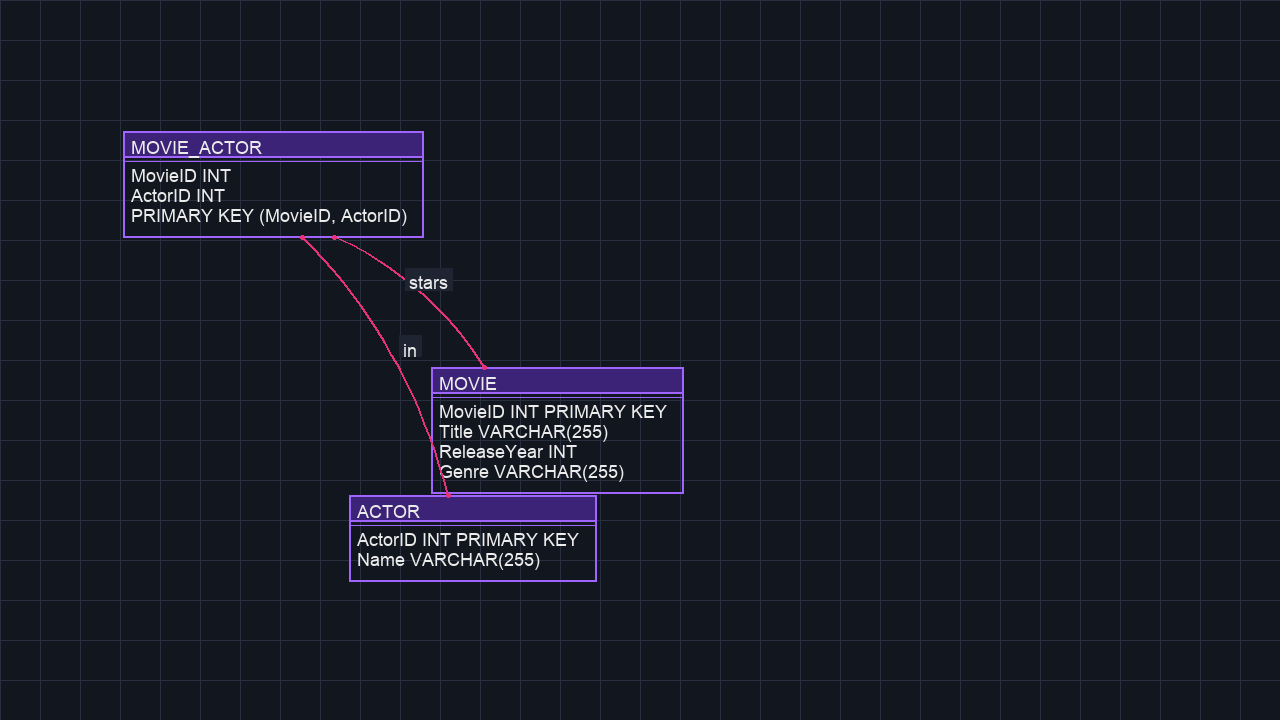 MOVIE_ACTOR
MovieID INT
ActorID INT
PRIMARY KEY (MovieID, ActorID)
stars
in
MOVIE
MovieID INT PRIMARY KEY
Title VARCHAR(255)
ReleaseYear INT
Genre VARCHAR(255)
ACTOR
ActorID INT PRIMARY KEY
Name VARCHAR(255)